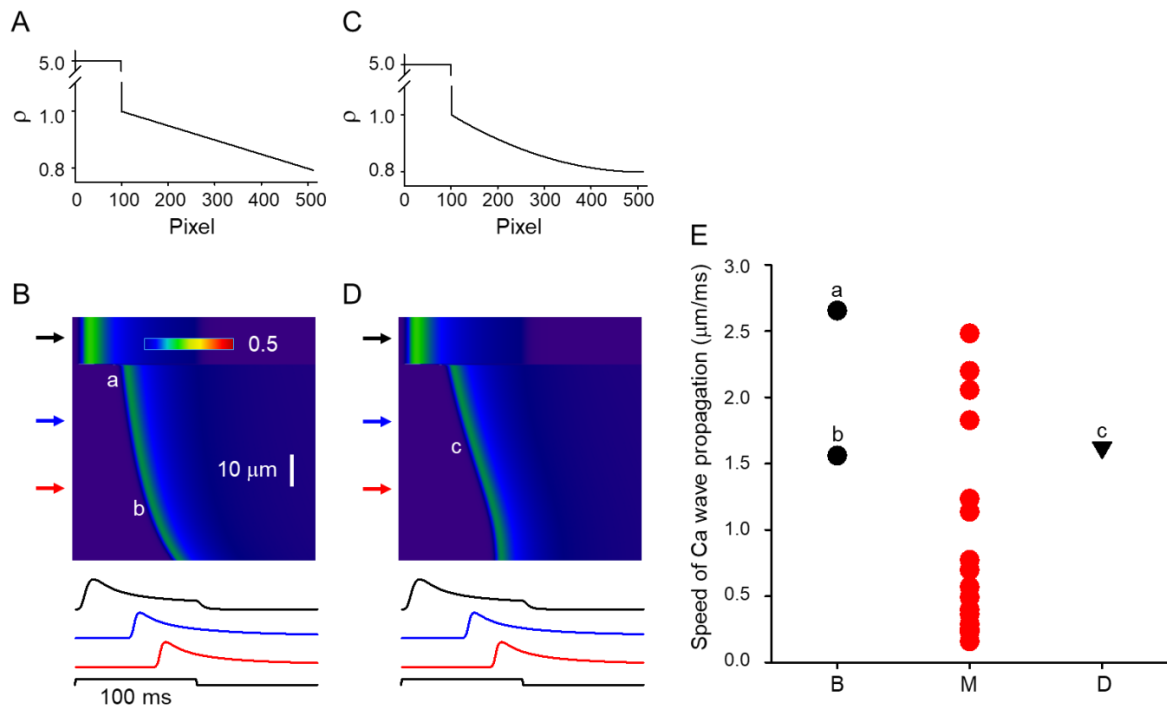 A
5.0
1.0
0.8
ρ
0 100 200 300 400 500
Pixel
C
5.0
1.0
0.8
ρ
0 100 200 300 400 500
Pixel
B
0.5
a
b
10 μm
100 ms
D
c
E
Speed of Ca wave propagation (μm/ms)
3.0
2.5
2.0
1.5
1.0
0.5
0.0
a
b
c
B M D